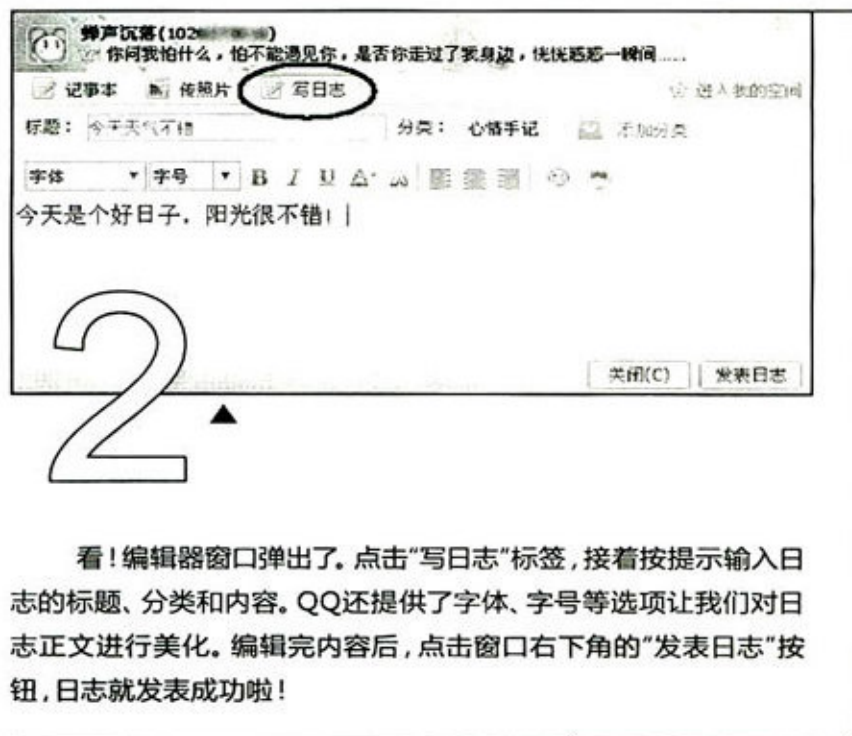 蝉声沉落(102
你问我怕什么，怕不能遇见你，是否你走过了我身边，恍恍惚惚一瞬间......
记事本 传照片 写日志 进入我的空间
标题： 今天天气不错 分类： 心情手记 添加分类
字体 字号 B I U A
今天是个好日子，阳光很不错！
关闭(C) 发表日志
2
看！编辑器窗口弹出了。点击“写日志”标签，接着按提示输入日
志的标题、分类和内容。QQ还提供了字体、字号等选项让我们对日
志正文进行美化。编辑完内容后，点击窗口右下角的”发表日志”按
钮，日志就发表成功啦！